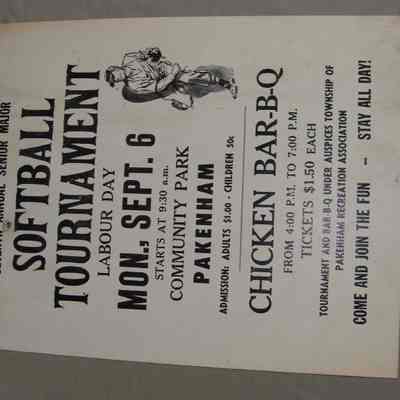 ANNUAL SENIOR MAJOR
SOFTBALL
TOURNAMENT
LABOUR DAY
MON., SEPT. 6
STARTS AT 9:30 a.m.
COMMUNITY PARK
PAKENHAM
ADMISSION: ADULTS $1.00 - CHILDREN 50c
CHICKEN BAR-B-Q
FROM 4:00 P.M. TO 7:00 P.M.
TICKETS $1.50 EACH
TOURNAMENT AND BAR-B-Q UNDER AUSPICES TOWNSHIP OF
PAKENHAM RECREATION ASSOCIATION
COME AND JOIN THE FUN - STAY ALL DAY!